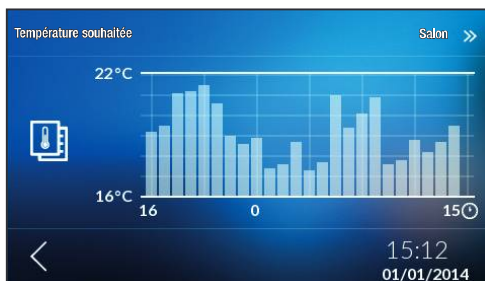 Température souhaitée
Salon »
22°C
16°C
16 0 15
15:12
01/01/2014